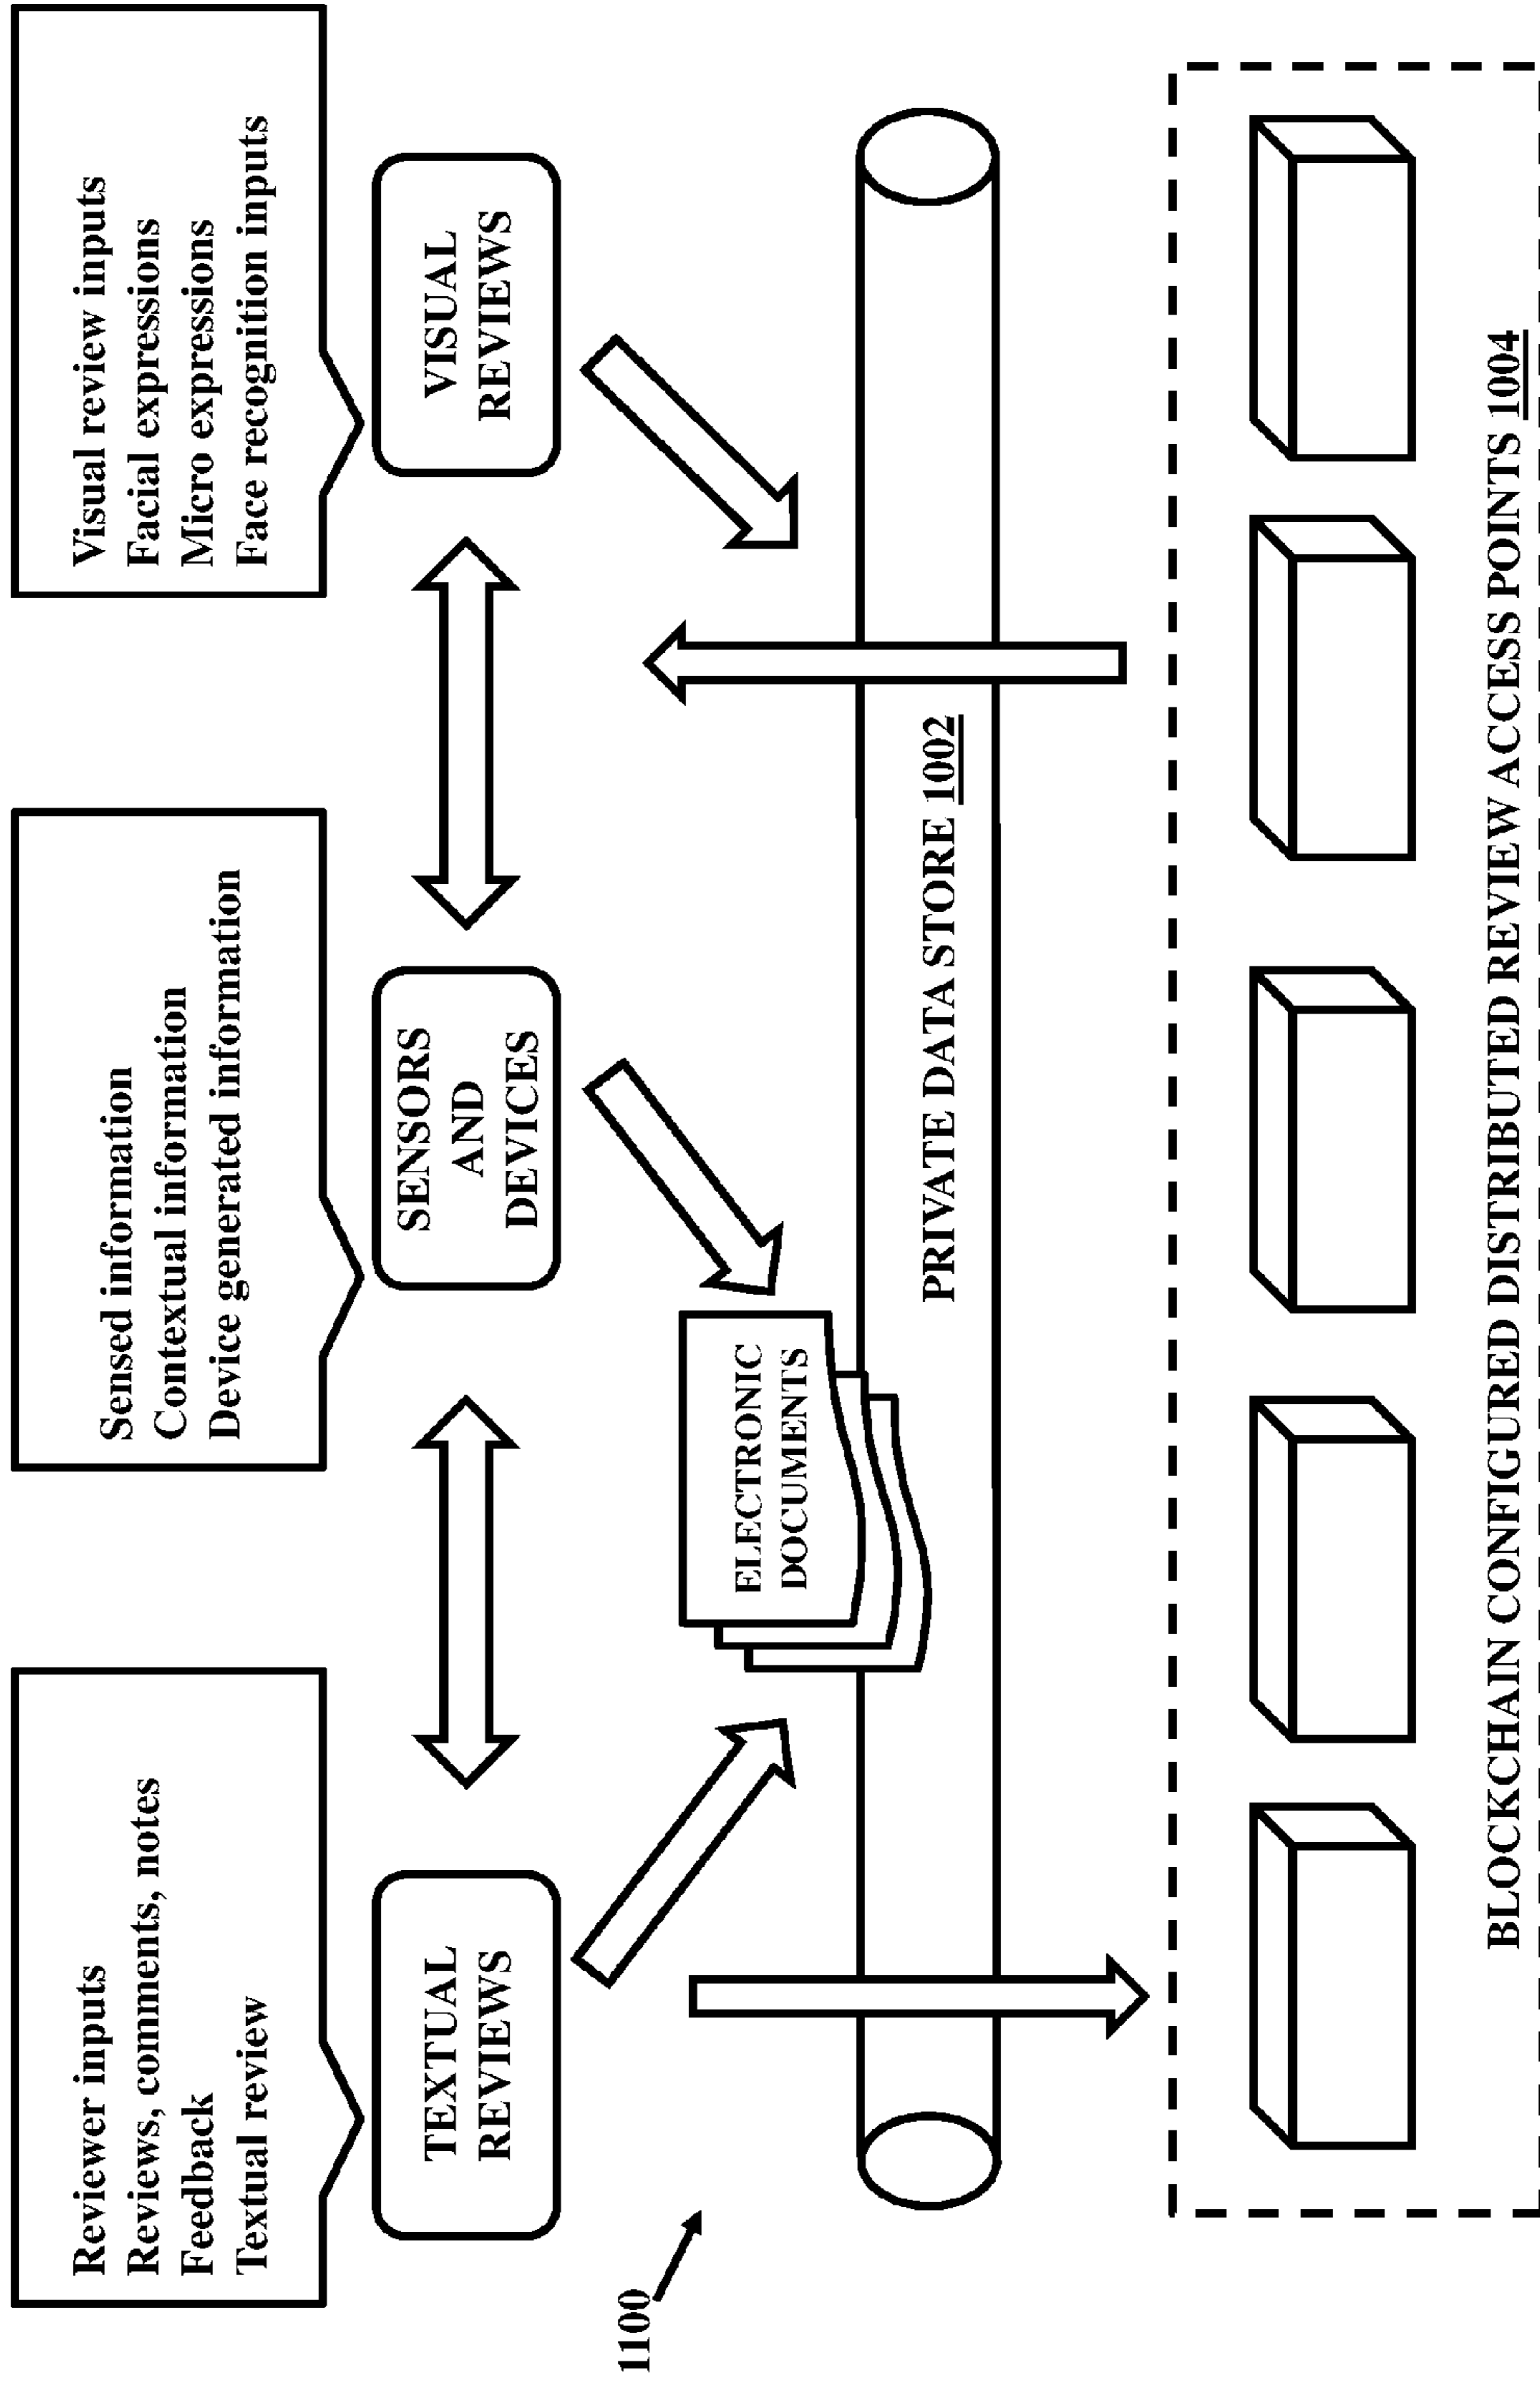 Reviewer inputs
Reviews, comments, notes
Feedback
Textual review
Sensed information
Contextual information
Device generated information
Visual review inputs
Facial expressions
Micro expressions
Face recognition inputs
TEXTUAL
REVIEWS
SENSORS
AND
DEVICES
VISUAL
REVIEWS
1100
ELECTRONIC
DOCUMENTS
PRIVATE DATA STORE 1002
BLOCKCHAIN CONFIGURED DISTRIBUTED REVIEW ACCESS POINTS 1004